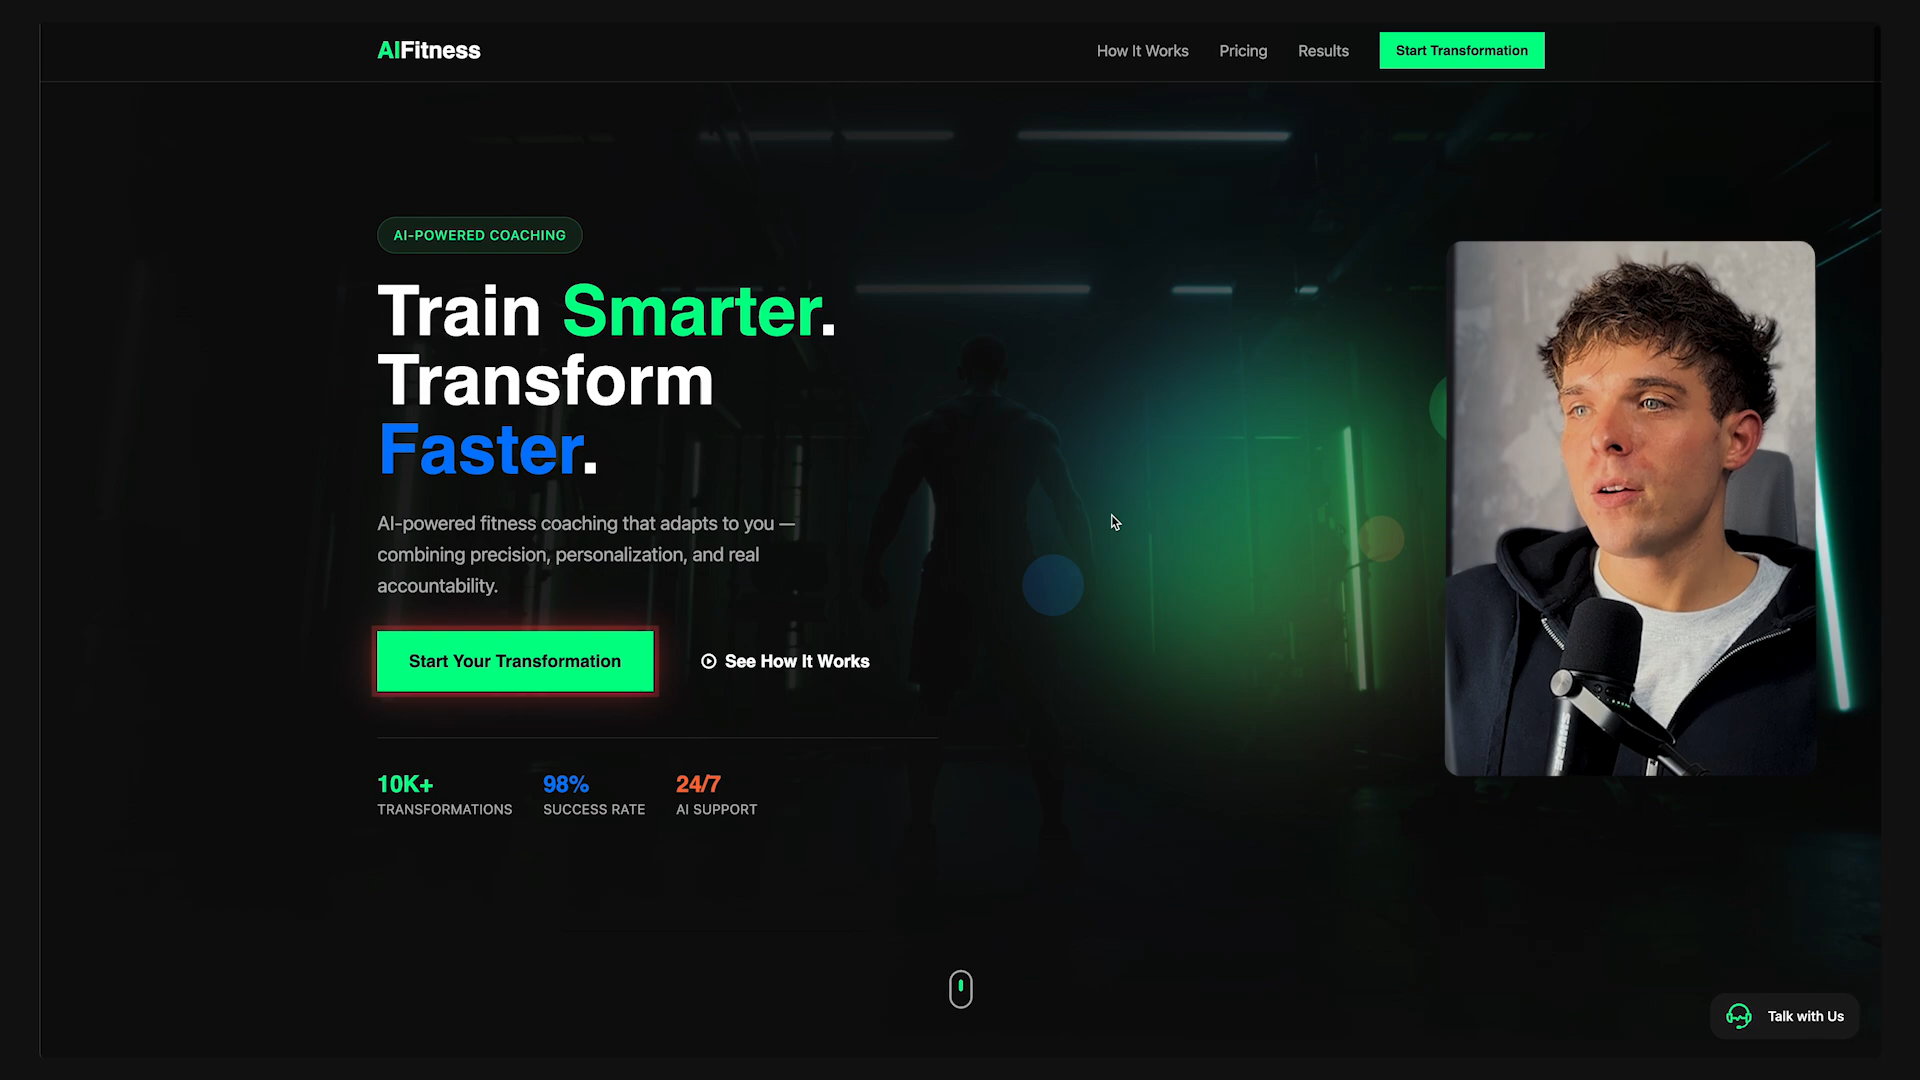 AIFitness
How It Works
Pricing
Results
Start Transformation
AI-POWERED COACHING
Train Smarter.
Transform
Faster.
AI-powered fitness coaching that adapts to you —
combining precision, personalization, and real
accountability.
Start Your Transformation
See How It Works
10K+
TRANSFORMATIONS
98%
SUCCESS RATE
24/7
AI SUPPORT
Talk with Us